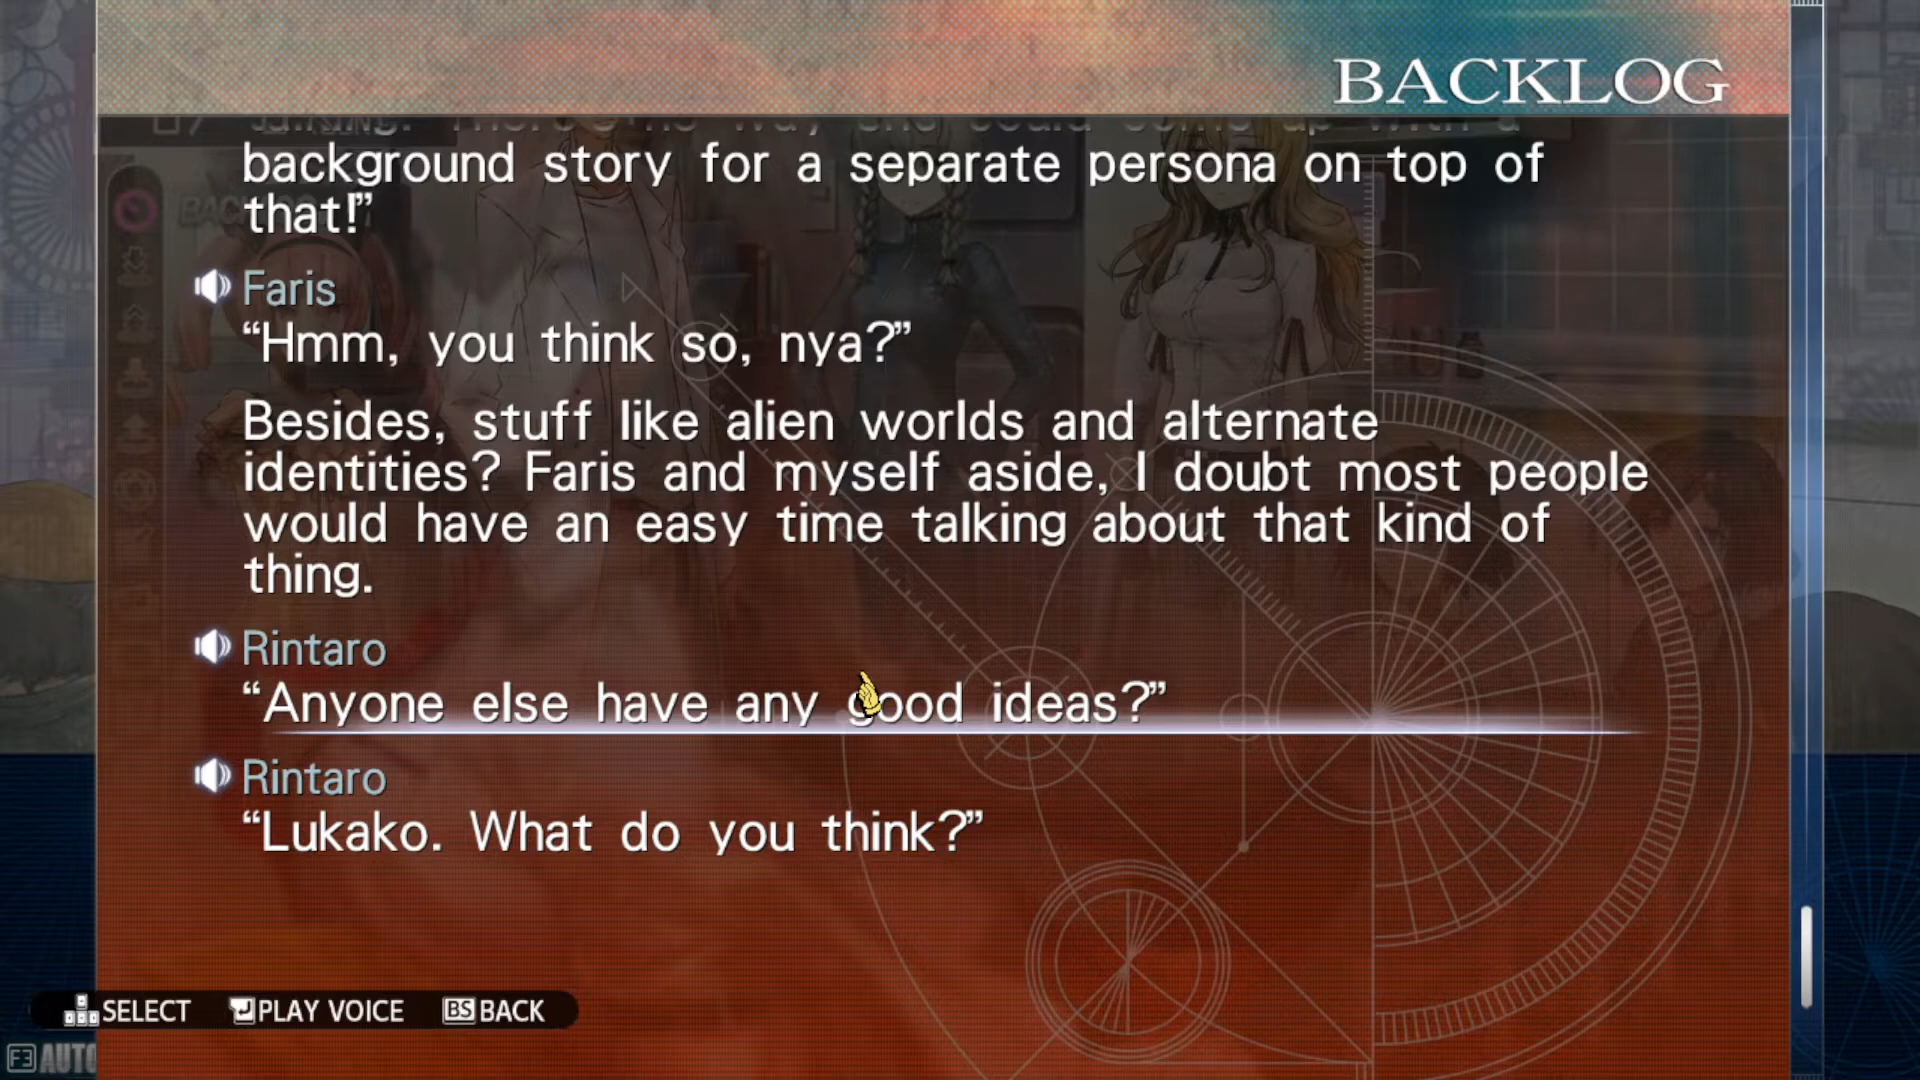 BACKLOG
background story for a separate persona on top of
that!”
Faris
“Hmm, you think so, nya?”
Besides, stuff like alien worlds and alternate
identities? Faris and myself aside, I doubt most people
would have an easy time talking about that kind of
thing.
Rintaro
“Anyone else have any good ideas?”
Rintaro
“Lukako. What do you think?”
SELECT PLAY VOICE BS BACK
F3 AUTO